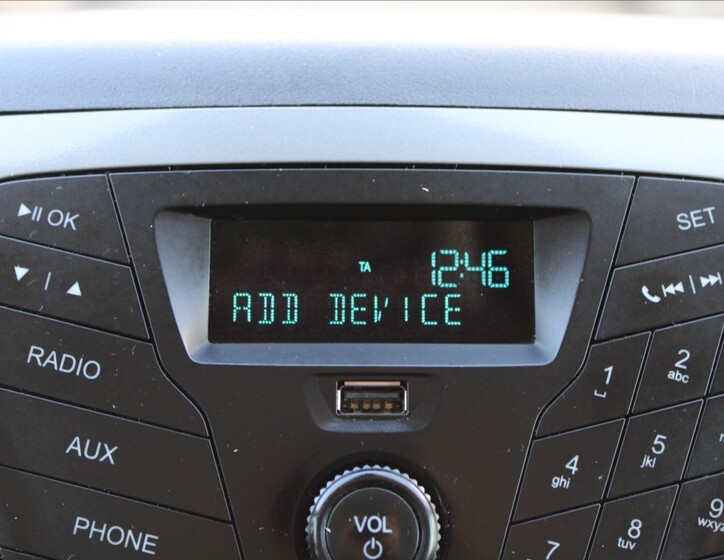 ▶II OK
▼ | ▲
RADIO
AUX
PHONE
TA
12:46
ADD DEVICE
VOL
SET
1
2
abc
4
ghi
5
jkl
7
8
tuv
9
wxyz